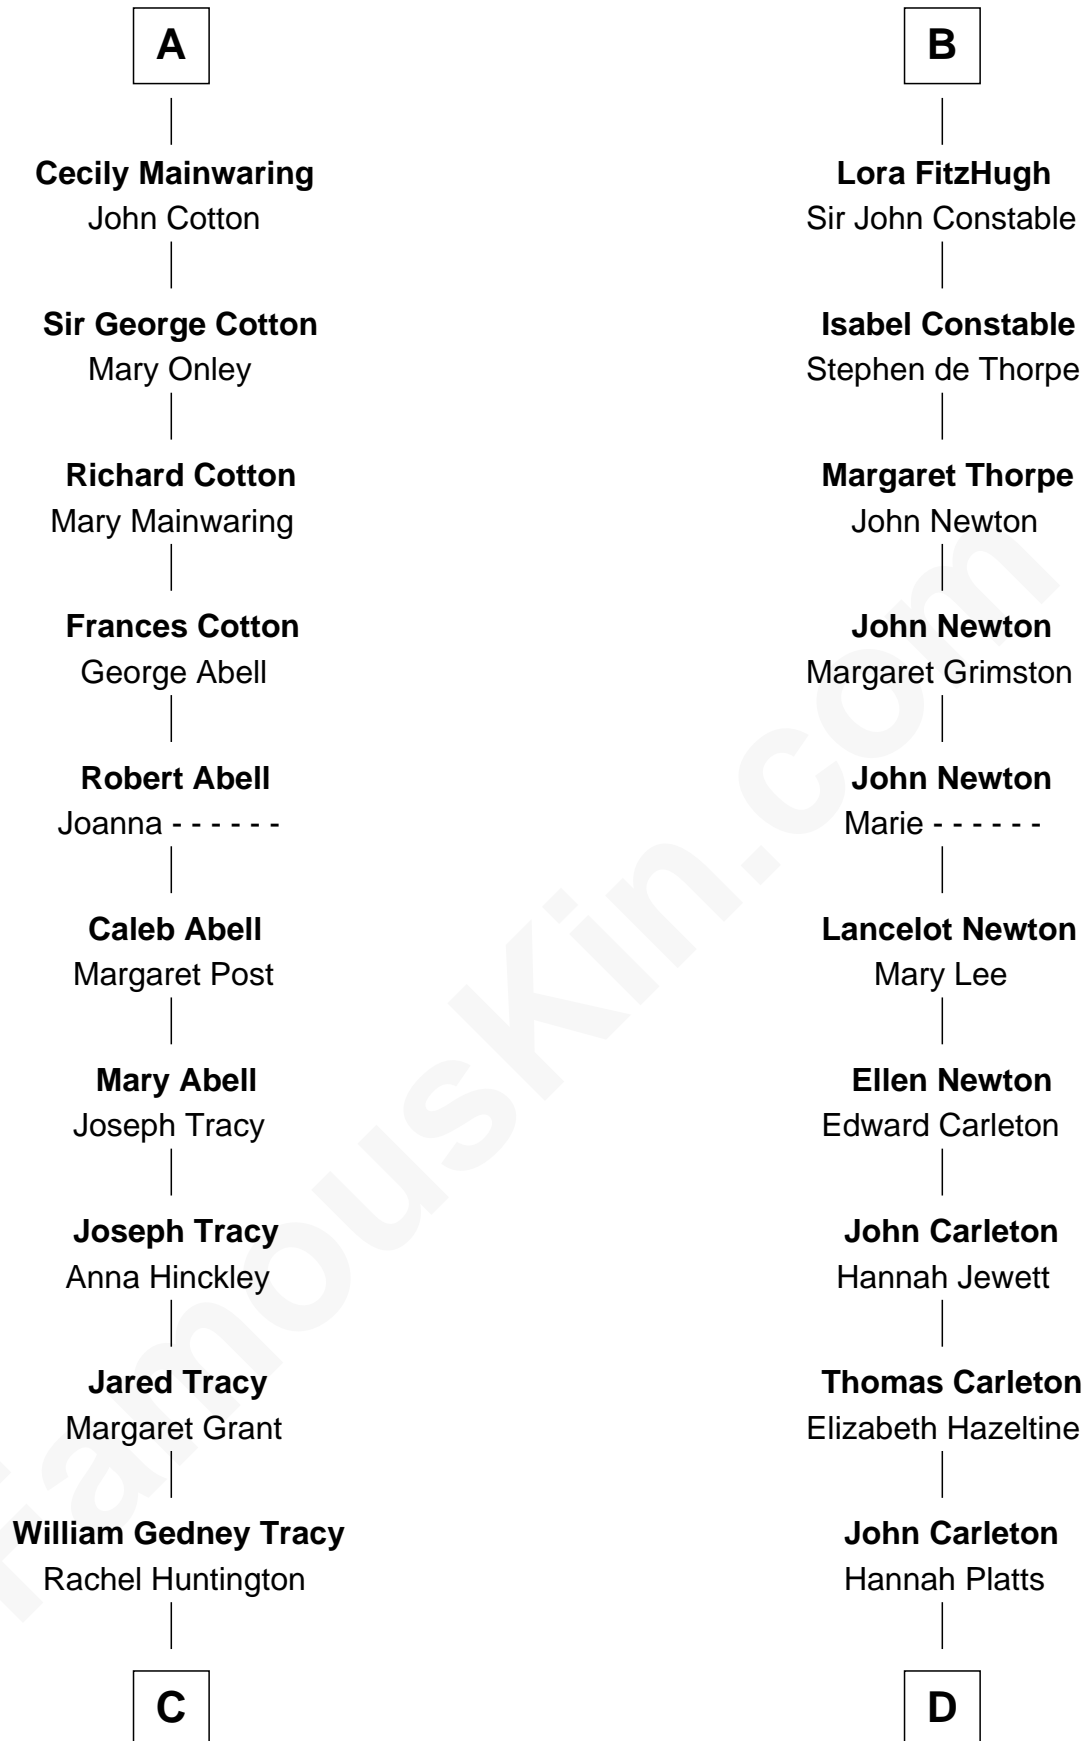 A
Cecily Mainwaring
John Cotton
Sir George Cotton
Mary Onley
Richard Cotton
Mary Mainwaring
Frances Cotton
George Abell
Robert Abell
Joanna - - - - - -
Caleb Abell
Margaret Post
Mary Abell
Joseph Tracy
Joseph Tracy
Anna Hinckley
Jared Tracy
Margaret Grant
William Gedney Tracy
Rachel Huntington
C
B
Lora FitzHugh
Sir John Constable
Isabel Constable
Stephen de Thorpe
Margaret Thorpe
John Newton
John Newton
Margaret Grimston
John Newton
Marie - - - - - -
Lancelot Newton
Mary Lee
Ellen Newton
Edward Carleton
John Carleton
Hannah Jewett
Thomas Carleton
Elizabeth Hazeltine
John Carleton
Hannah Platts
D
FamousKin.com